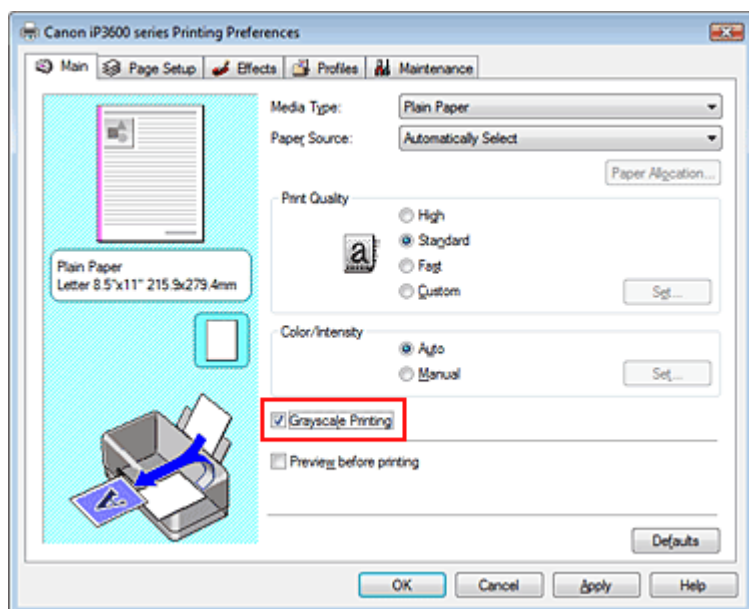 Canon iP3600 series Printing Preferences
Main Page Setup Effects Profiles Maintenance
Media Type: Plain Paper
Paper Source: Automatically Select
Paper Allocation...
Print Quality
High
a Standard
Fast
Custom Set...
Plain Paper
Letter 8.5"x11" 215.9x279.4mm
Color/Intensity
Auto
Manual Set...
Grayscale Printing
Preview before printing
A
Defaults
OK Cancel Apply Help